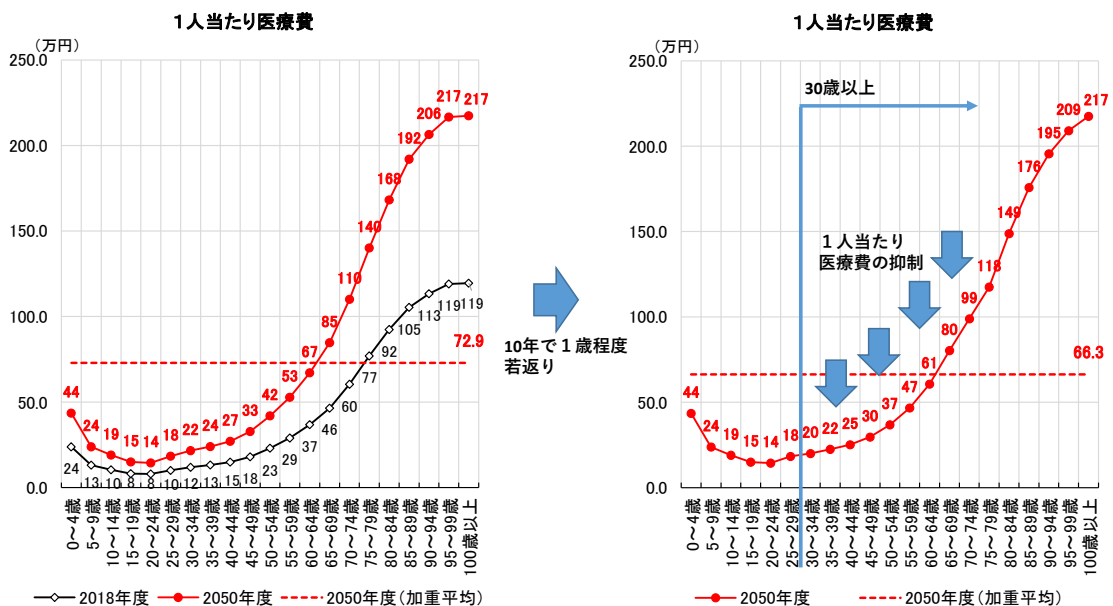 1人当たり医療費
（万円）
250.0
200.0
150.0
100.0
50.0
0.0
44
24
19
15
14
18
22
24
27
33
42
53
67
85
110
140
168
192
206
217
217
72.9
24
13
10
8
8
10
12
13
15
18
23
29
37
46
60
77
92
105
113
119
119
0～4歳
5～9歳
10～14歳
15～19歳
20～24歳
25～29歳
30～34歳
35～39歳
40～44歳
45～49歳
50～54歳
55～59歳
60～64歳
65～69歳
70～74歳
75～79歳
80～84歳
85～89歳
90～94歳
95～99歳
100歳以上
2018年度
2050年度
2050年度(加重平均)
10年で１歳程度
若返り
1人当たり医療費
（万円）
250.0
200.0
150.0
100.0
50.0
0.0
30歳以上
１人当たり
医療費の抑制
44
24
19
15
14
18
20
22
25
30
37
47
61
80
99
118
149
176
195
209
217
66.3
0～4歳
5～9歳
10～14歳
15～19歳
20～24歳
25～29歳
30～34歳
35～39歳
40～44歳
45～49歳
50～54歳
55～59歳
60～64歳
65～69歳
70～74歳
75～79歳
80～84歳
85～89歳
90～94歳
95～99歳
100歳以上
2050年度
2050年度(加重平均)